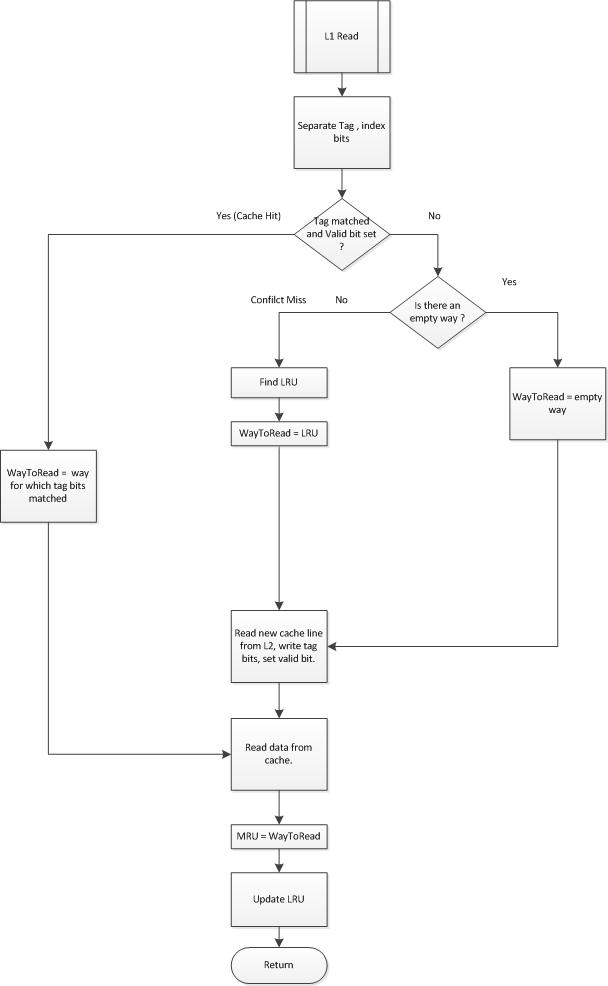 L1 Read
Separate Tag , index
bits
Yes (Cache Hit)
Tag matched
and Valid bit set
?
No
Yes
Confilct Miss
No
Is there an
empty way ?
Find LRU
WayToRead = empty
way
WayToRead = LRU
WayToRead =  way
for which tag bits
matched
Read new cache line
from L2, write tag
bits, set valid bit.
Read data from
cache.
MRU = WayToRead
Update LRU
Return